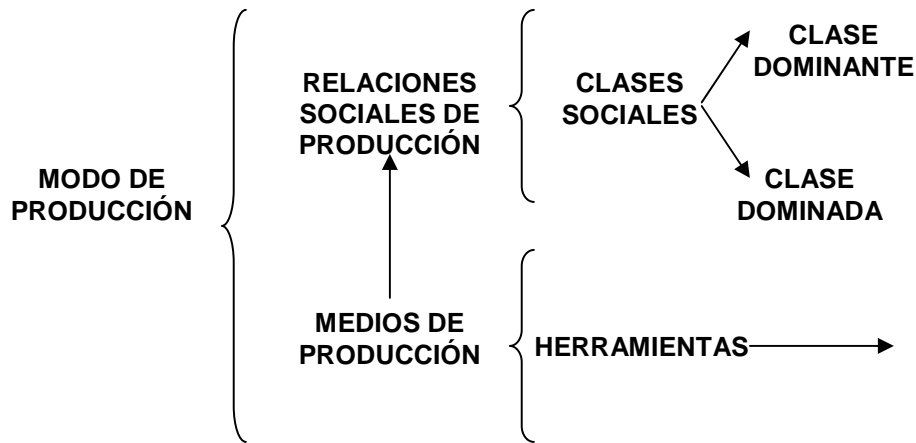 MODO DE
PRODUCCIÓN
RELACIONES
SOCIALES DE
PRODUCCIÓN
CLASES
SOCIALES
CLASE
DOMINANTE
CLASE
DOMINADA
MEDIOS DE
PRODUCCIÓN
HERRAMIENTAS